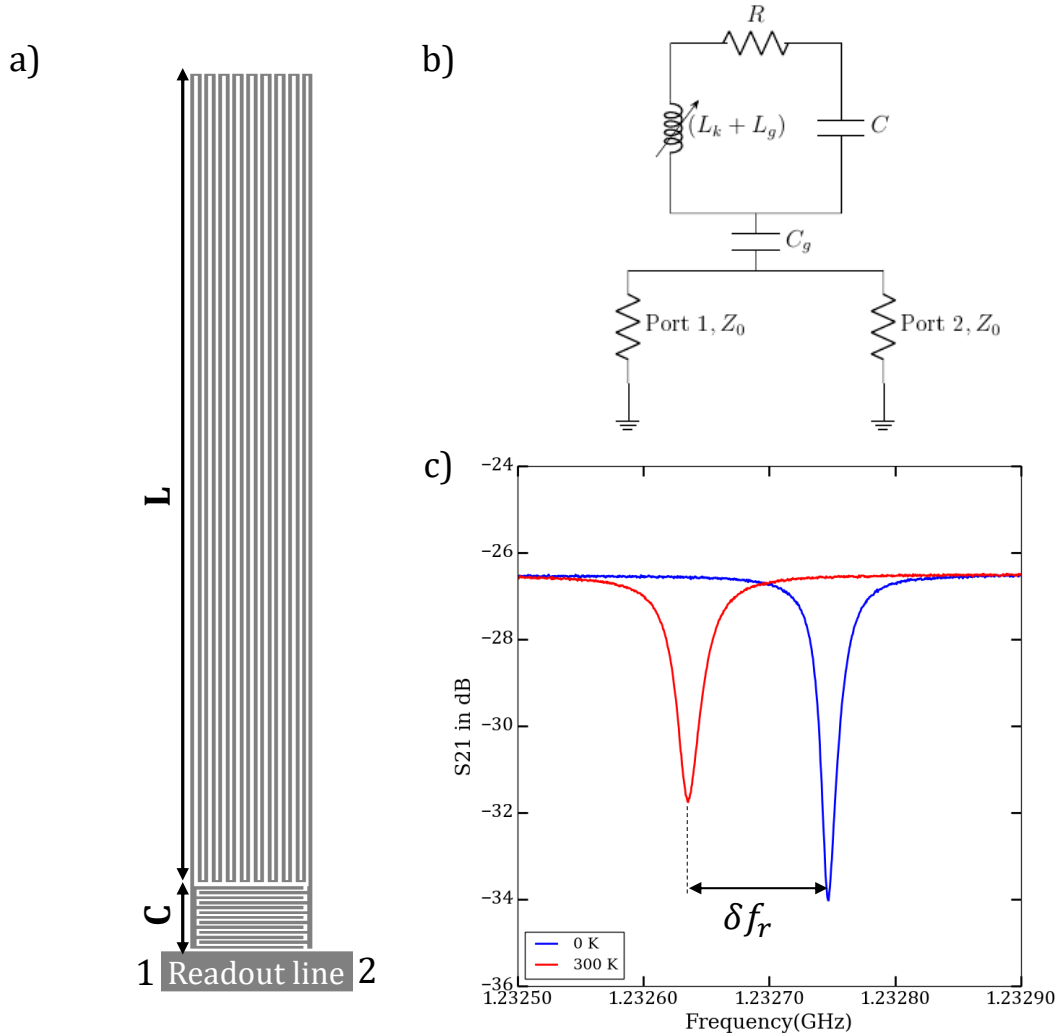 a)
L
C
1 Readout line 2
b)
R
(L_k + L_g)
C
C_g
Port 1, Z_0
Port 2, Z_0
c)
−24
−26
−28
−30
−32
−34
−36
S21 in dB
δf_r
0 K
300 K
1.23250 1.23260 1.23270 1.23280 1.23290
Frequency(GHz)